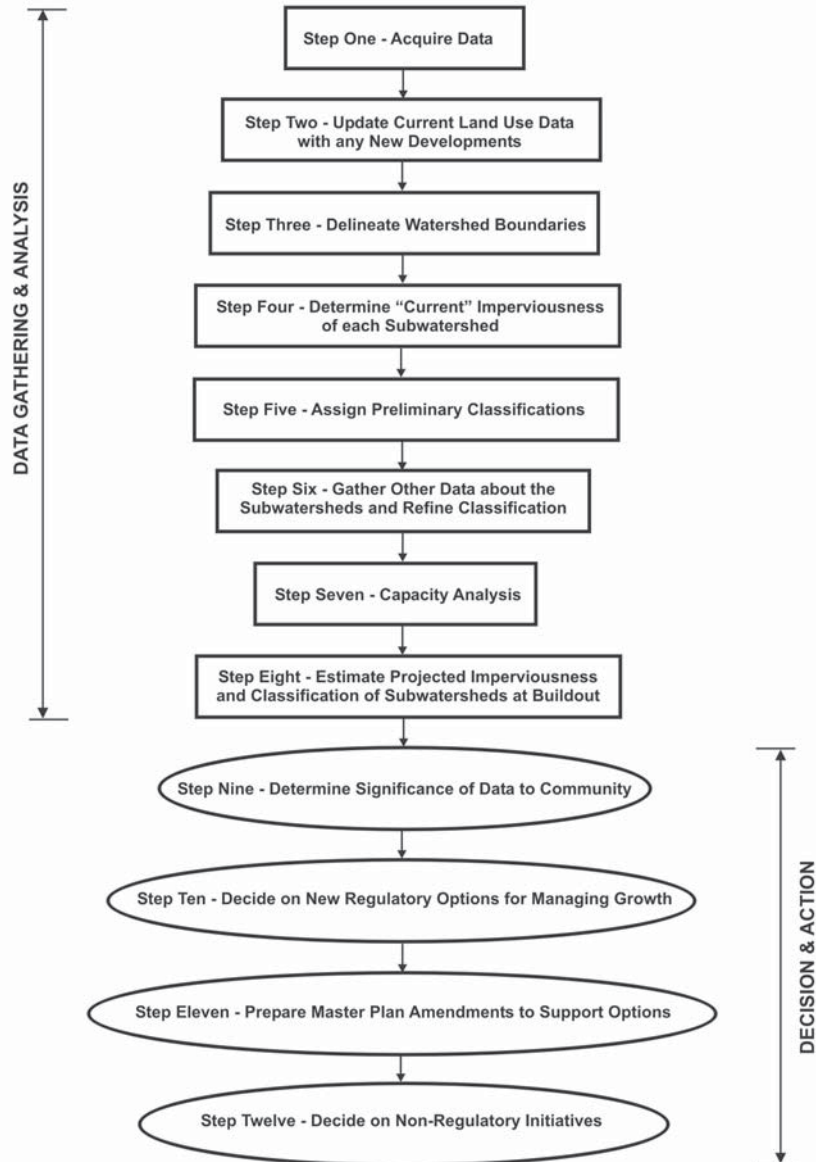 DATA GATHERING & ANALYSIS
Step One - Acquire Data
Step Two - Update Current Land Use Data
with any New Developments
Step Three - Delineate Watershed Boundaries
Step Four - Determine “Current” Imperviousness
of each Subwatershed
Step Five - Assign Preliminary Classifications
Step Six - Gather Other Data about the
Subwatersheds and Refine Classification
Step Seven - Capacity Analysis
Step Eight - Estimate Projected Imperviousness
and Classification of Subwatersheds at Buildout
DECISION & ACTION
Step Nine - Determine Significance of Data to Community
Step Ten - Decide on New Regulatory Options for Managing Growth
Step Eleven - Prepare Master Plan Amendments to Support Options
Step Twelve - Decide on Non-Regulatory Initiatives